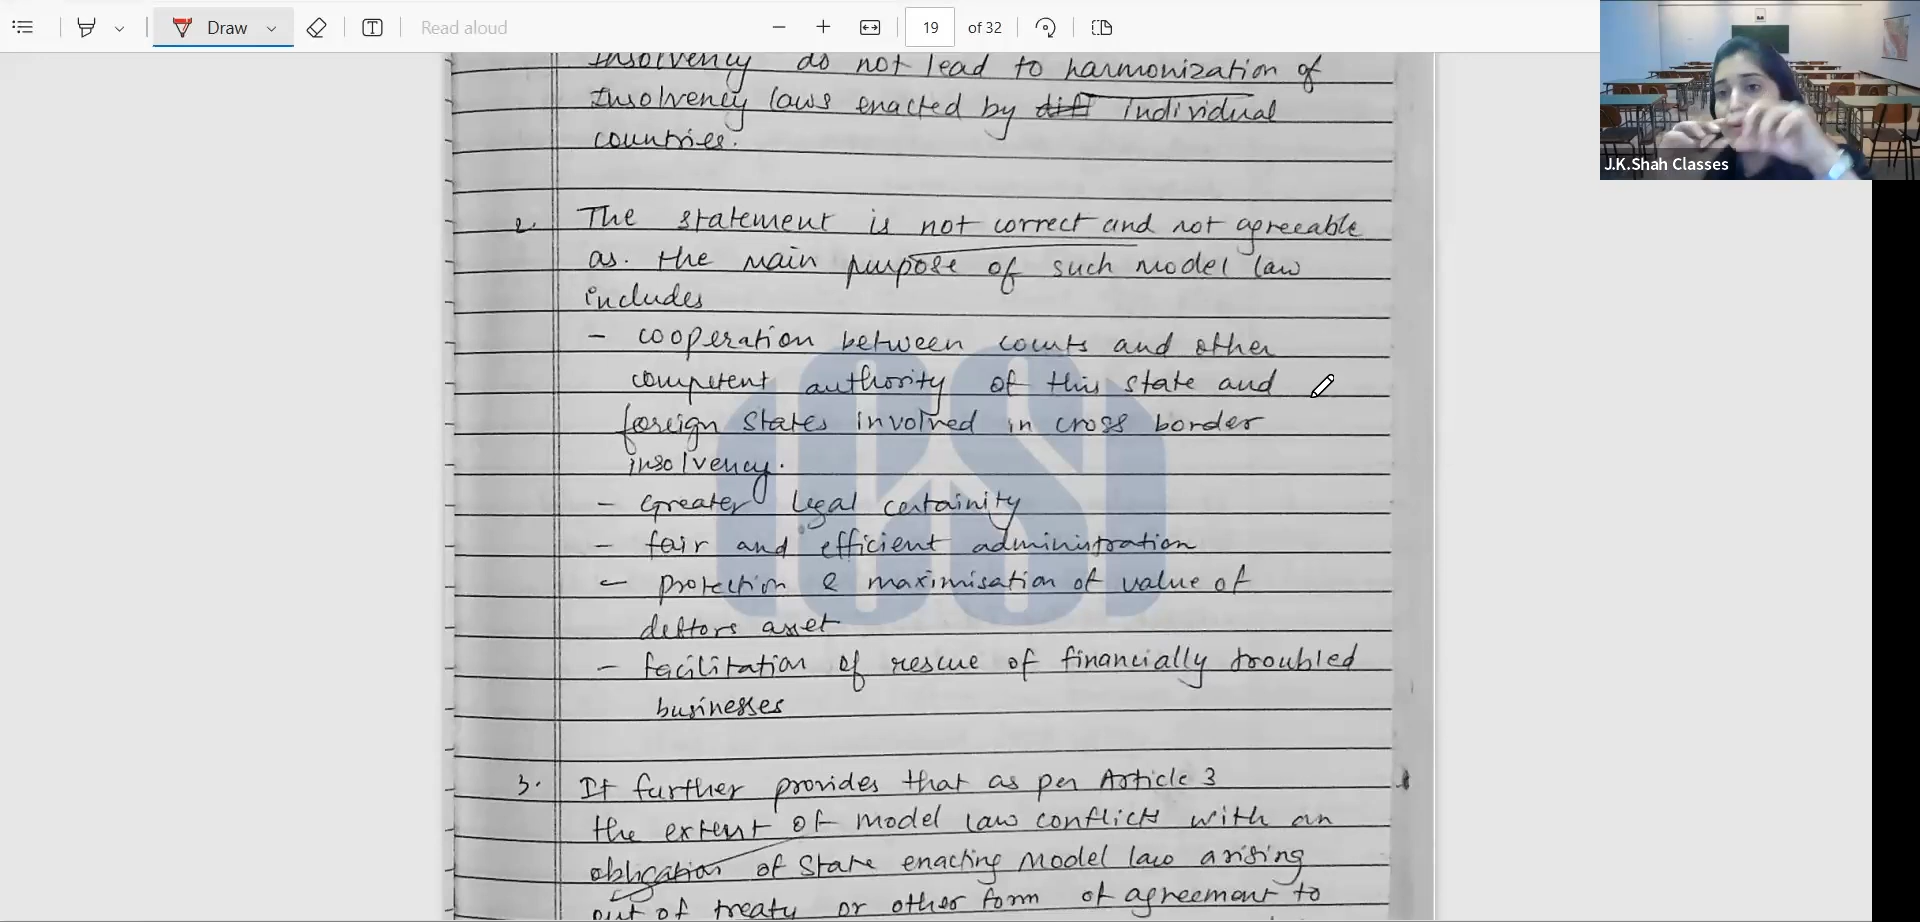 Draw
Read aloud
19
of 32
J.K.Shah Classes
Insolvency do not lead to harmonization of
Insolvency laws enacted by diff individual
countries.
2. The statement is not correct and not agreeable
as. the main purpose of such model law
includes
- cooperation between courts and other
competent authority of this state and
foreign states involved in cross border
insolvency.
- Greater legal certainity
- fair and efficient administration
- protection & maximisation of value of
debtors asset
- facilitation of rescue of financially troubled
businesses
3. It further provides that as per Article 3
the extent of model law conflicts with an
obligation of State enacting Model law arising
out of treaty or other form of agreement to
ICSI